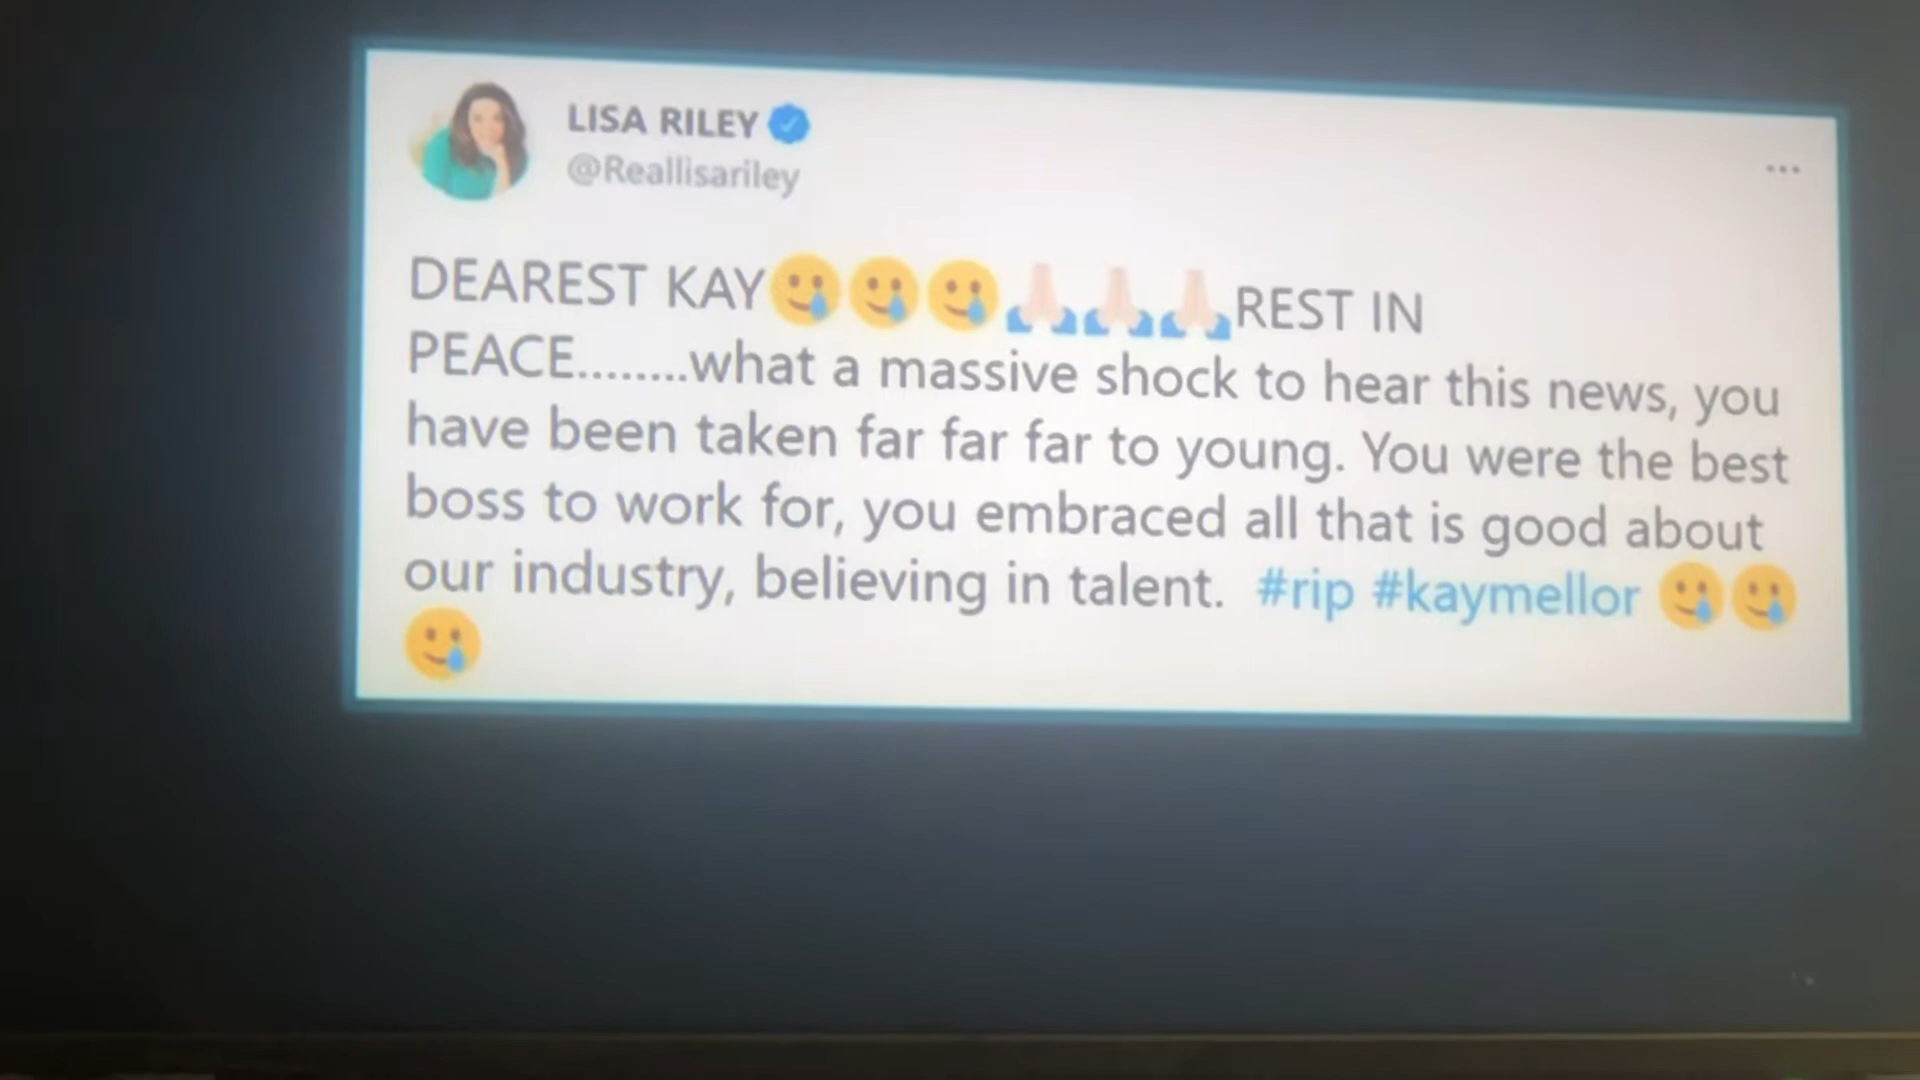 LISA RILEY
@Reallisariley
...
DEAREST KAY🥲🥲🥲🙏🏻🙏🏻🙏🏻REST IN
PEACE........what a massive shock to hear this news, you
have been taken far far far to young. You were the best
boss to work for, you embraced all that is good about
our industry, believing in talent.  #rip #kaymellor 🥲🥲
🥲